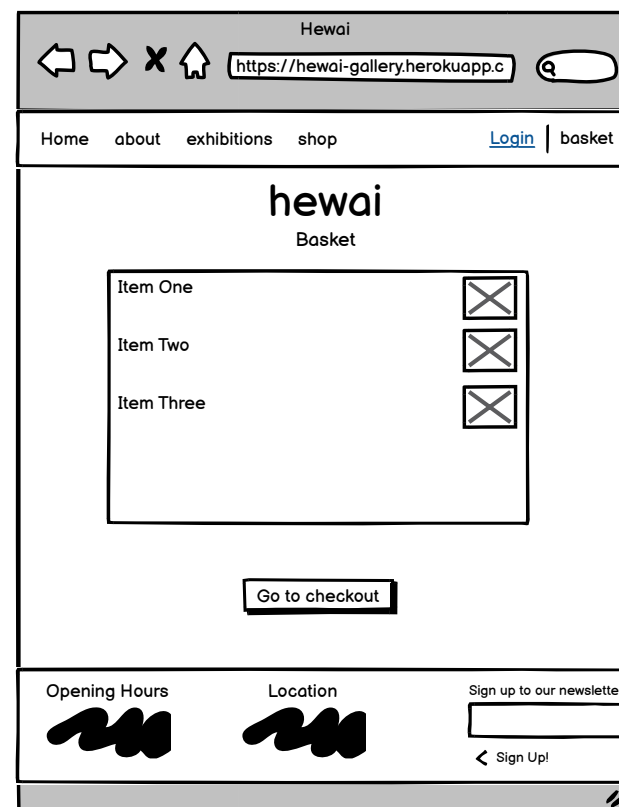 Hewai
https://hewai-gallery.herokuapp.c
Home about exhibitions shop Login basket
hewai
Basket
Item One
Item Two
Item Three
Go to checkout
Opening Hours Location Sign up to our newslette
Sign Up!